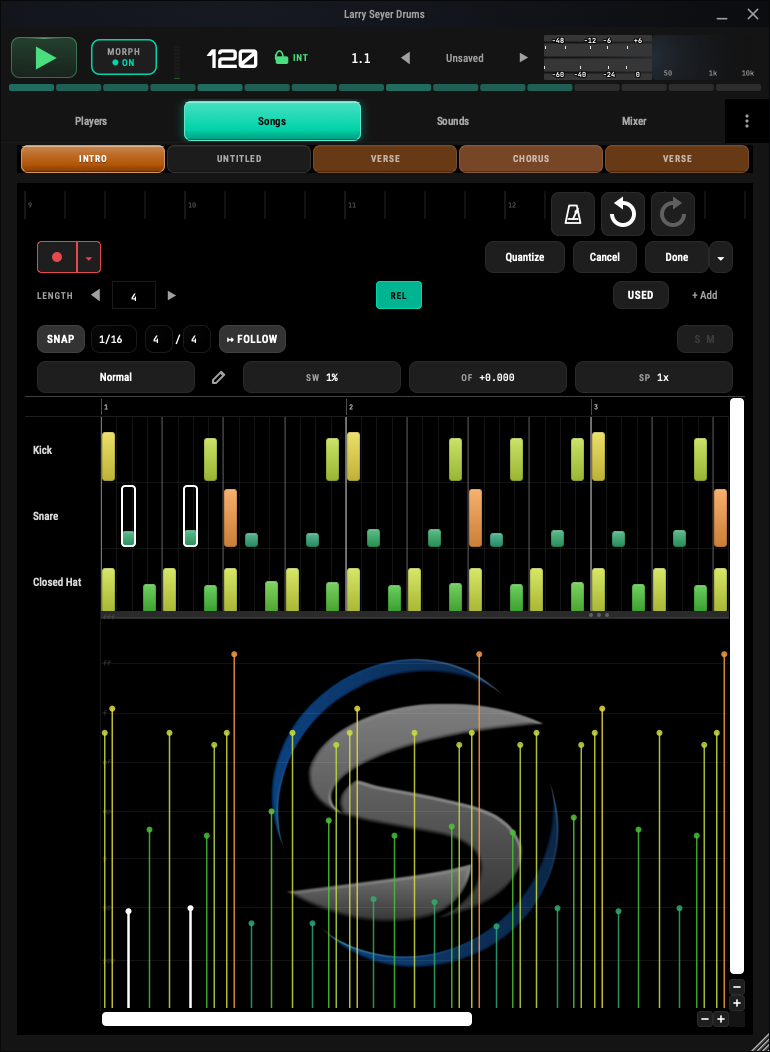 Larry Seyer Drums
MORPH
ON
120
INT
1.1
Unsaved
-48 -12 -6 +6
-60 -40 -24 0 50 1k 10k
Players Songs Sounds Mixer
INTRO UNTITLED VERSE CHORUS VERSE
9 10 11 12
Quantize Cancel Done
LENGTH 4 REL USED + Add
SNAP 1/16 4 / 4 ↦ FOLLOW S M
Normal SW 1% OF +0.000 SP 1x
1 2 3
Kick
Snare
Closed Hat
fff
ff
f